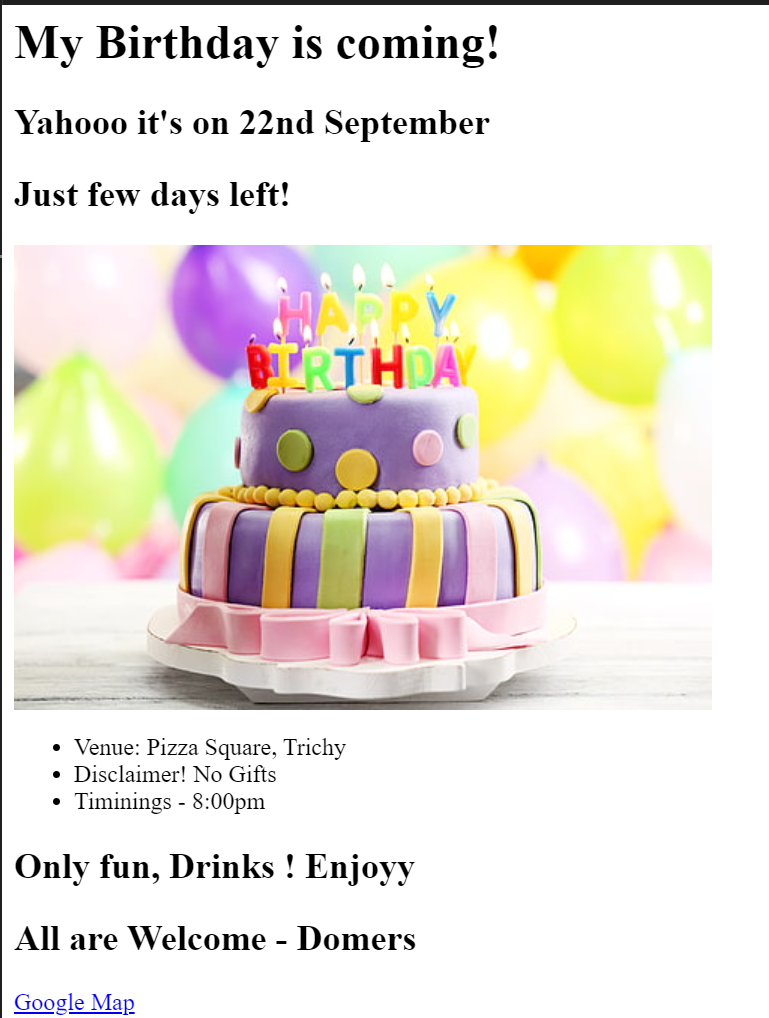 My Birthday is coming!
Yahooo it's on 22nd September
Just few days left!
HAPPY
BIRTHDAY
Venue: Pizza Square, Trichy
Disclaimer! No Gifts
Timinings - 8:00pm
Only fun, Drinks ! Enjoyy
All are Welcome - Domers
Google Map